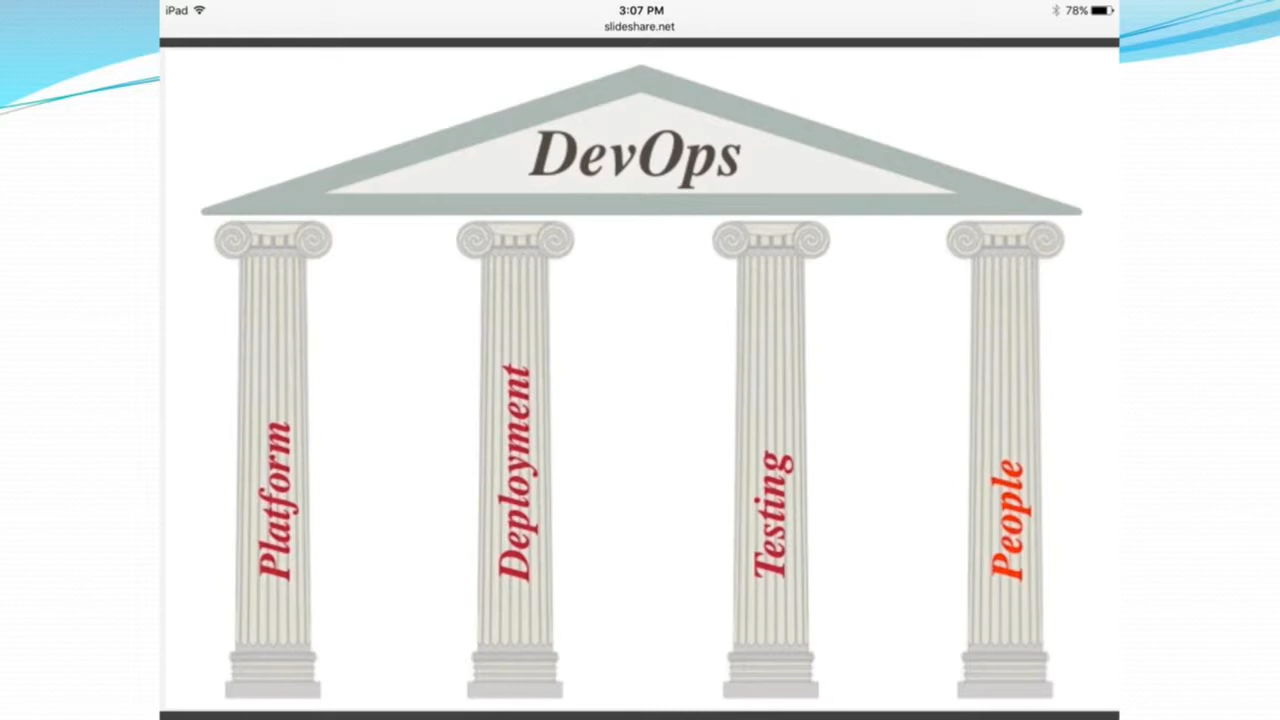 iPad 3:07 PM 78%
slideshare.net
DevOps
Platform
Deployment
Testing
People